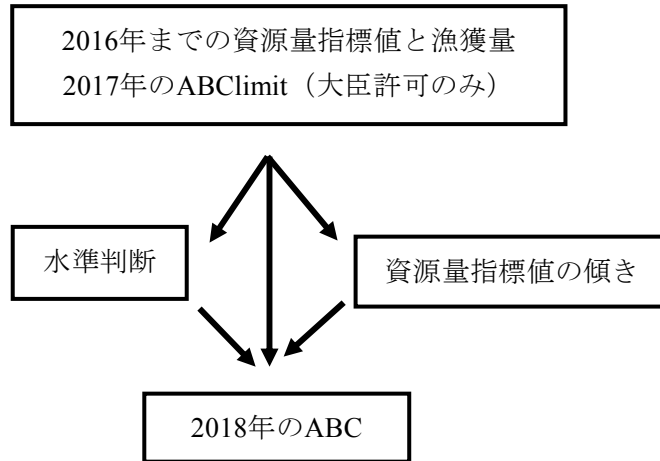 2016年までの資源量指標値と漁獲量
2017年のABClimit（大臣許可のみ）
水準判断
資源量指標値の傾き
2018年のABC